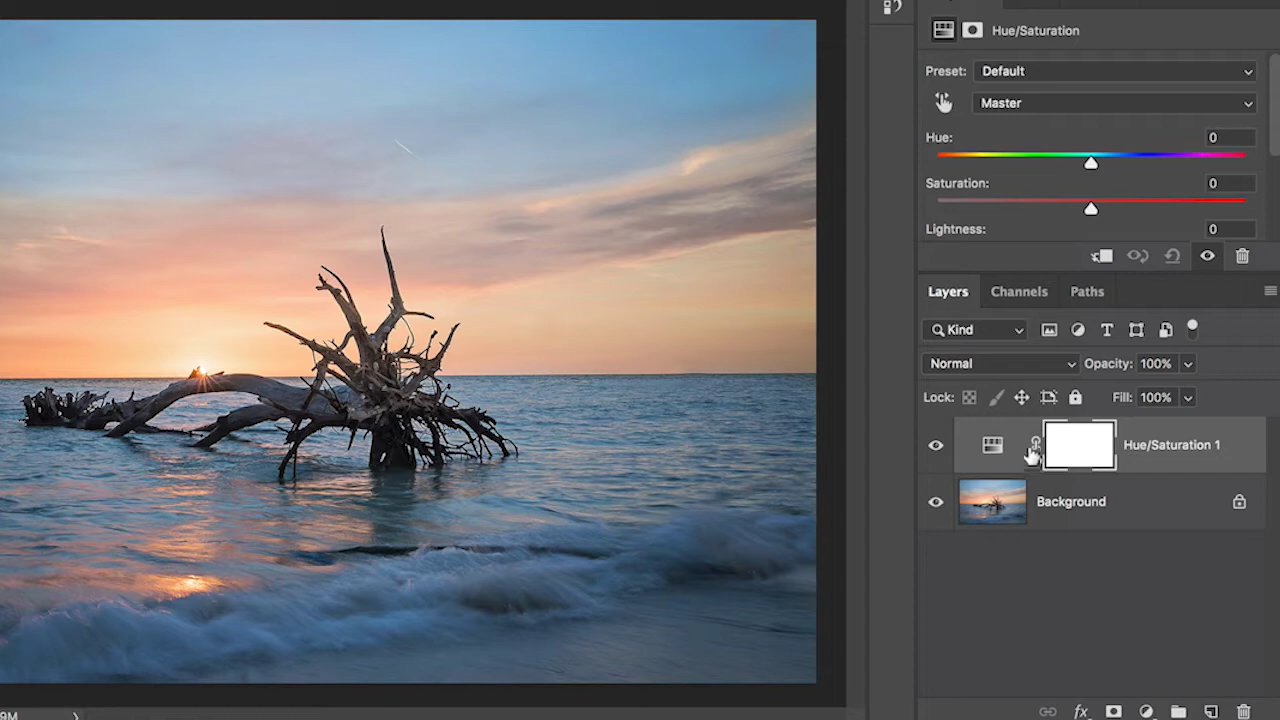 Hue/Saturation
Preset: Default
Master
Hue: 0
Saturation: 0
Lightness: 0
Layers Channels Paths
Kind
Normal Opacity: 100%
Lock: Fill: 100%
Hue/Saturation 1
Background
9M